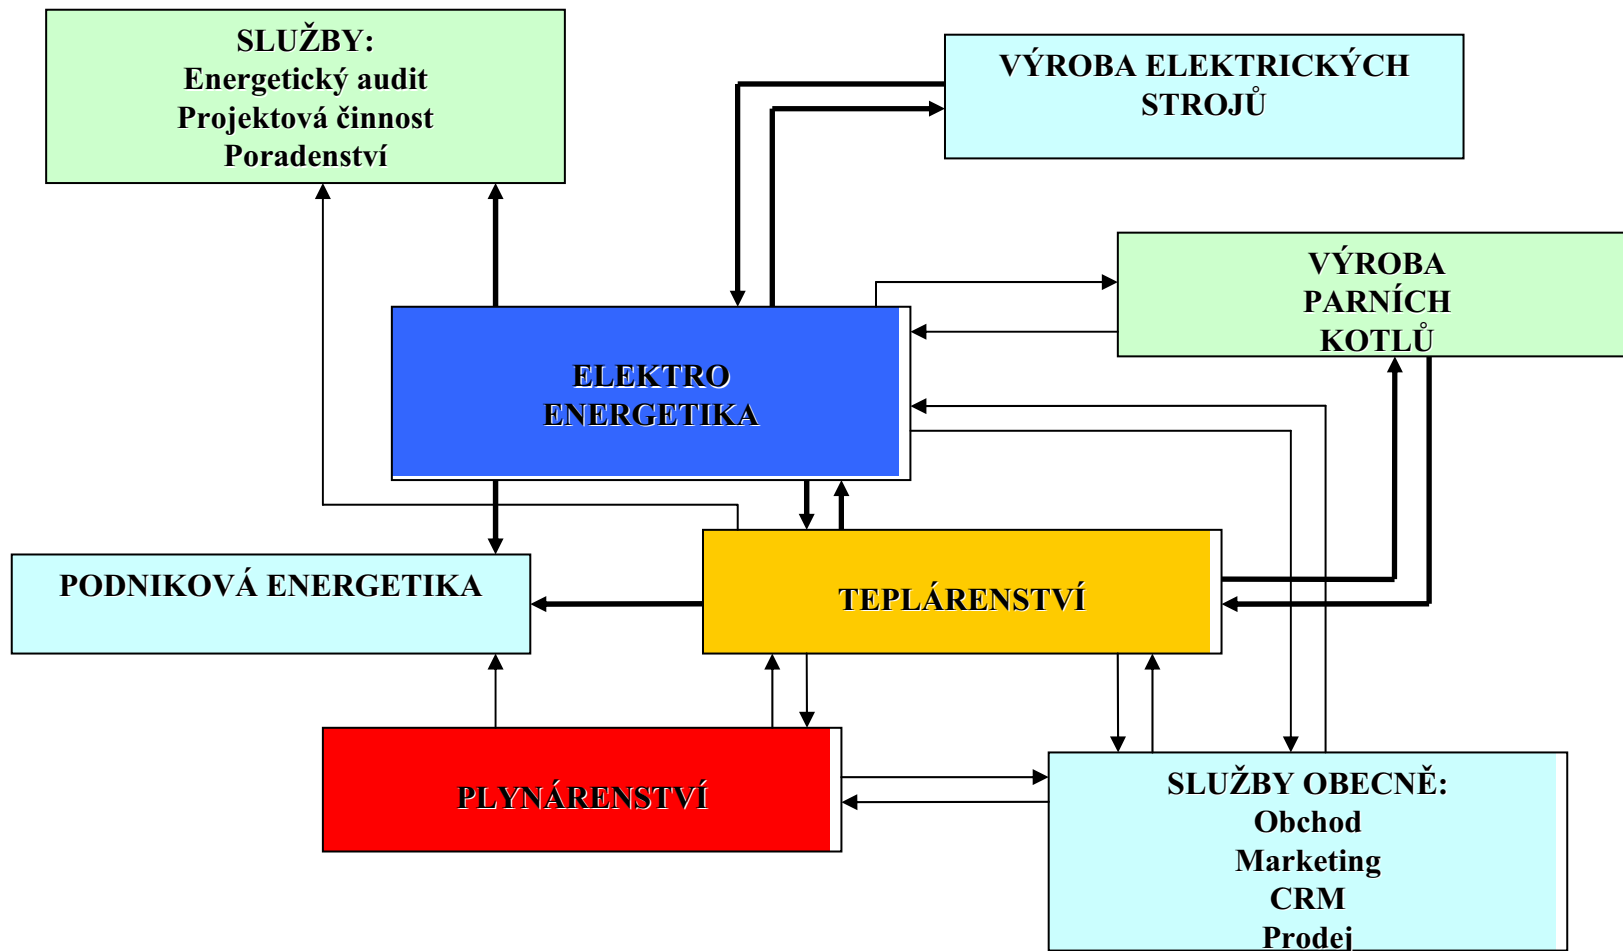 SLUŽBY:
Energetický audit
Projektová činnost
Poradenství
VÝROBA ELEKTRICKÝCH
STROJŮ
VÝROBA
PARNÍCH
KOTLŮ
ELEKTRO
ENERGETIKA
PODNIKOVÁ ENERGETIKA
TEPLÁRENSTVÍ
PLYNÁRENSTVÍ
SLUŽBY OBECNĚ:
Obchod
Marketing
CRM
Prodej